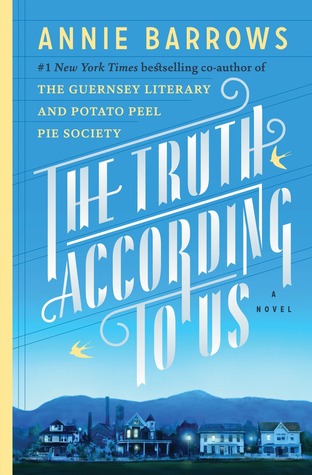 ANNIE BARROWS
#1 New York Times bestselling co-author of
THE GUERNSEY LITERARY
AND POTATO PEEL
PIE SOCIETY
THE TRUTH
ACCORDING
TO US
A
NOVEL